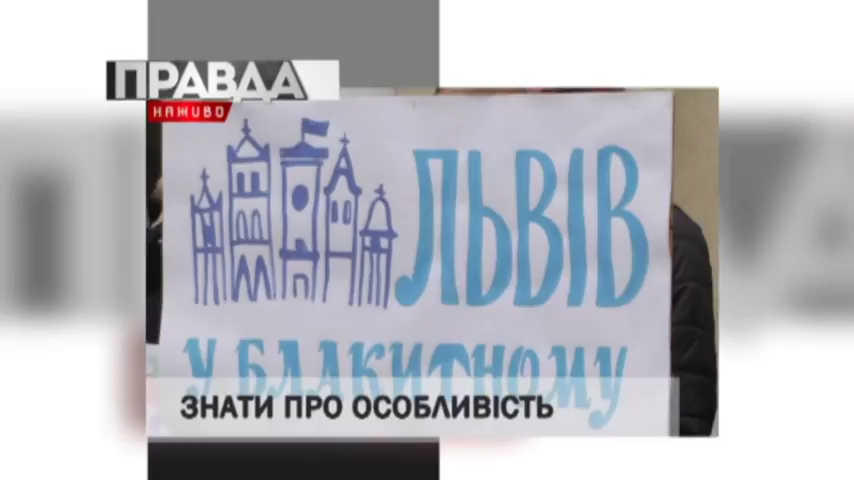 ПРАВДА
НАЖИВО
ЛЬВІВ
У БЛАКИТНОМУ
ЗНАТИ ПРО ОСОБЛИВІСТЬ